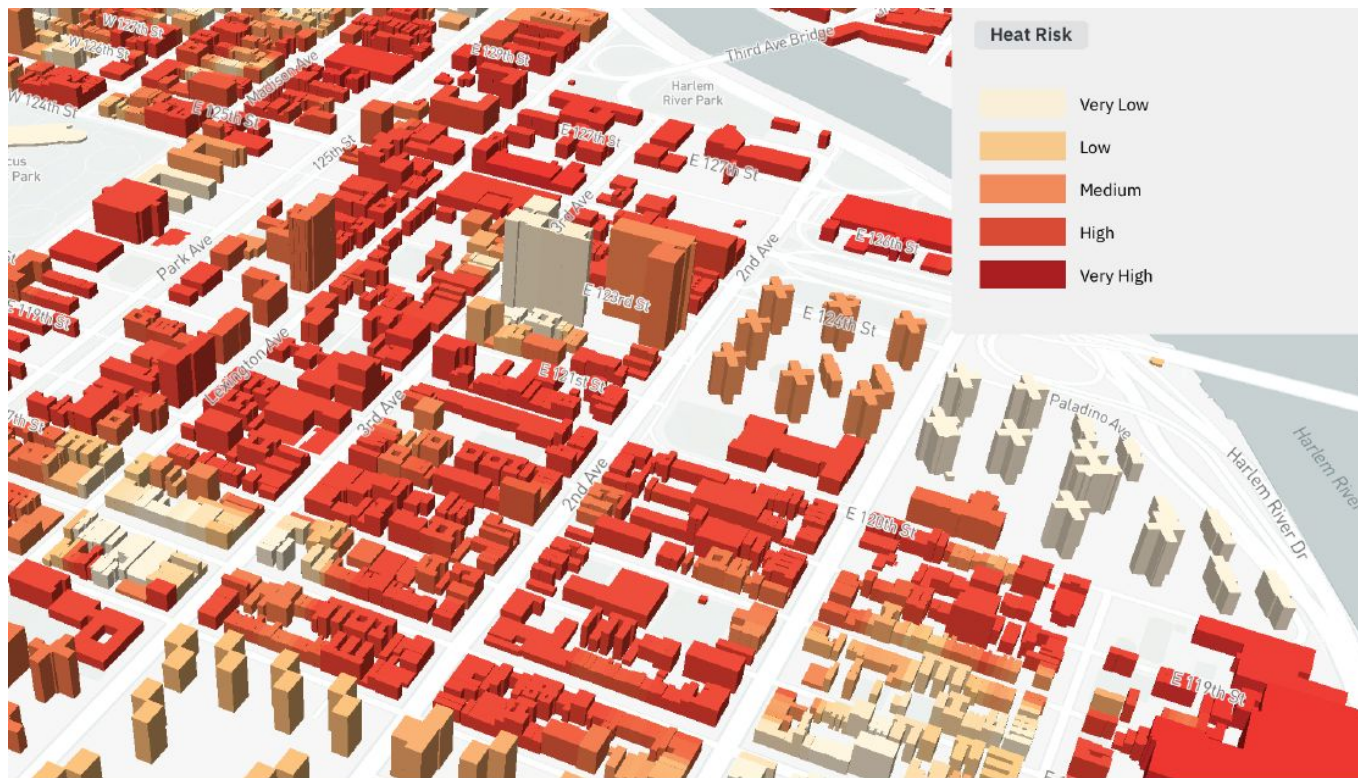 W 127th St
W 126th St
W 124th St
Madison Ave
E 129th St
E 125th St
125th St
Third Ave Bridge
Harlem
River Park
E 127th St
E 127th St
Park Ave
3rd Ave
2nd Ave
E 126th St
E 123rd St
E 124th St
E 119th St
Lexington Ave
3rd Ave
E 121st St
2nd Ave
Paladino Ave
Harlem River Dr
Harlem River
E 120th St
E 119th St
Heat Risk
Very Low
Low
Medium
High
Very High